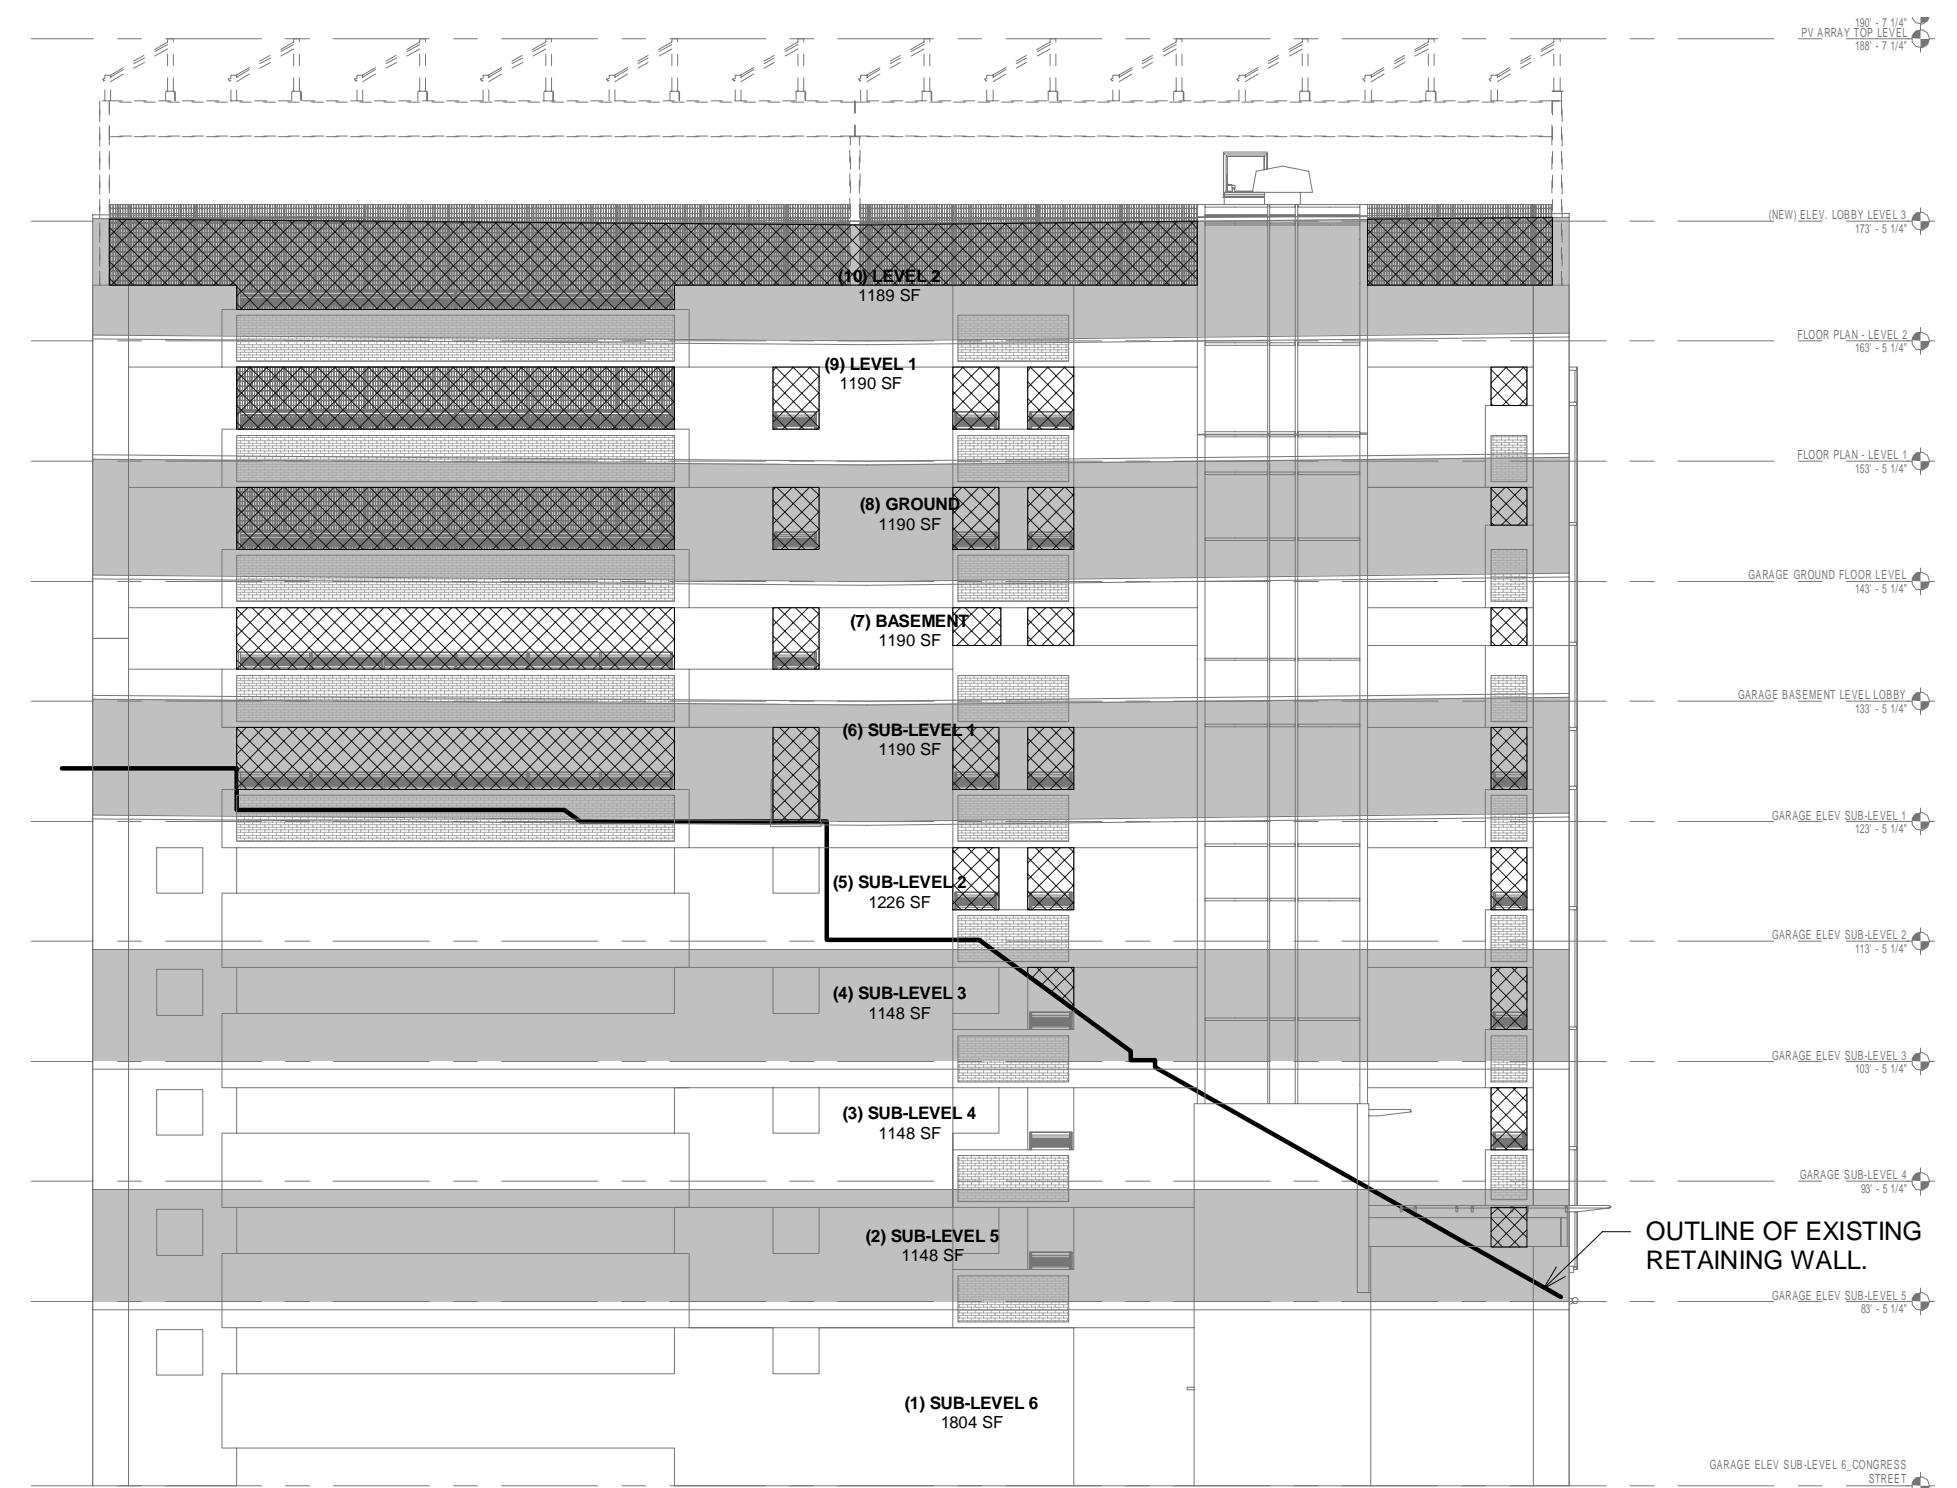 190' - 7 1/4"
PV ARRAY TOP LEVEL
188' - 7 1/4"
(NEW) ELEV. LOBBY LEVEL 3
173' - 5 1/4"
(10) LEVEL 2
1189 SF
FLOOR PLAN - LEVEL 2
163' - 5 1/4"
(9) LEVEL 1
1190 SF
FLOOR PLAN - LEVEL 1
153' - 5 1/4"
(8) GROUND
1190 SF
GARAGE GROUND FLOOR LEVEL
143' - 5 1/4"
(7) BASEMENT
1190 SF
GARAGE BASEMENT LEVEL LOBBY
133' - 5 1/4"
(6) SUB-LEVEL 1
1190 SF
GARAGE ELEV SUB-LEVEL 1
123' - 5 1/4"
(5) SUB-LEVEL 2
1226 SF
GARAGE ELEV SUB-LEVEL 2
113' - 5 1/4"
(4) SUB-LEVEL 3
1148 SF
GARAGE ELEV SUB-LEVEL 3
103' - 5 1/4"
(3) SUB-LEVEL 4
1148 SF
GARAGE SUB-LEVEL 4
93' - 5 1/4"
(2) SUB-LEVEL 5
1148 SF
OUTLINE OF EXISTING
RETAINING WALL.
GARAGE ELEV SUB-LEVEL 5
83' - 5 1/4"
(1) SUB-LEVEL 6
1804 SF
GARAGE ELEV SUB-LEVEL 6_CONGRESS
STREET